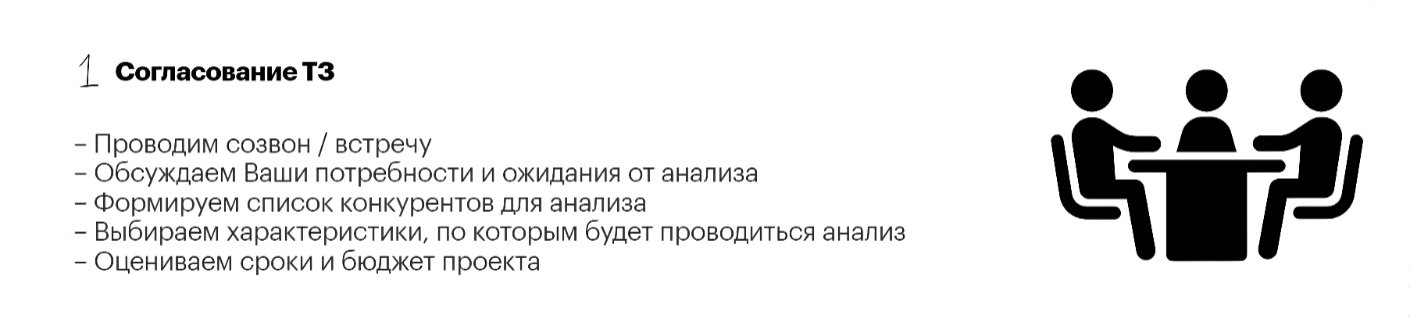 1 Согласование ТЗ
– Проводим созвон / встречу
– Обсуждаем Ваши потребности и ожидания от анализа
– Формируем список конкурентов для анализа
– Выбираем характеристики, по которым будет проводиться анализ
– Оцениваем сроки и бюджет проекта